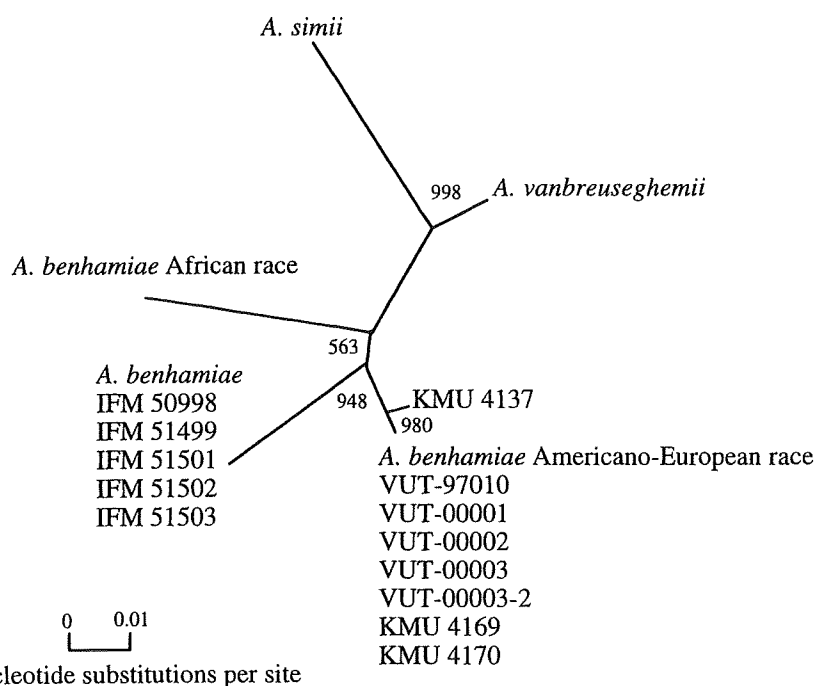 A. simii
998
A. vanbreuseghemii
A. benhamiae African race
563
A. benhamiae
IFM 50998
IFM 51499
IFM 51501
IFM 51502
IFM 51503
948
KMU 4137
980
A. benhamiae Americano-European race
VUT-97010
VUT-00001
VUT-00002
VUT-00003
VUT-00003-2
KMU 4169
KMU 4170
0 0.01
cleotide substitutions per site